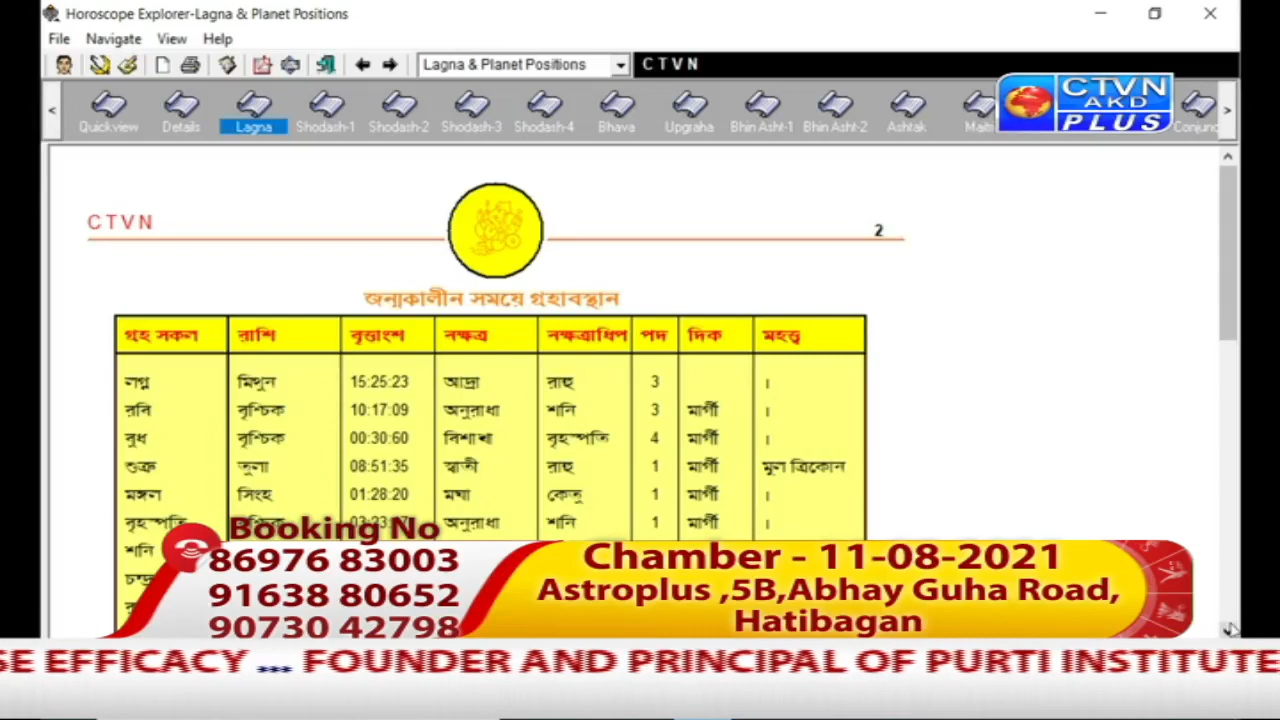 Horoscope Explorer-Lagna & Planet Positions
File Navigate View Help
Lagna & Planet Positions CTVN
Quickview Details Lagna Shodash-1 Shodash-2 Shodash-3 Shodash-4 Bhava Upgraha Bhin Asht-1 Bhin Asht-2 Ashtak
CTVN
AKD
PLUS
CTVN
2
জন্মকালীন সময়ে গ্রহাবস্থান
গ্রহ সকল রাশি বৃত্তাংশ নক্ষত্র নক্ষত্রাধিপ পদ দিক মহত্ত্ব
লগ্ন মিথুন 15:25:23 আদ্রা রাহু 3 ।
রবি বৃশ্চিক 10:17:09 অনুরাধা শনি 3 মার্গী ।
বুধ বৃশ্চিক 00:30:60 বিশাখা বৃহস্পতি 4 মার্গী ।
শুক্র তুলা 08:51:35 স্বাতী রাহু 1 মার্গী মুল ত্রিকোন
মঙ্গল সিংহ 01:28:20 মঘা কেতু 1 মার্গী ।
বৃহস্পতি বৃশ্চিক অনুরাধা শনি 1 মার্গী ।
শনি
Booking No
86976 83003
91638 80652
90730 42798
Chamber - 11-08-2021
Astroplus ,5B,Abhay Guha Road,
Hatibagan
SE EFFICACY ... FOUNDER AND PRINCIPAL OF PURTI INSTITUTE